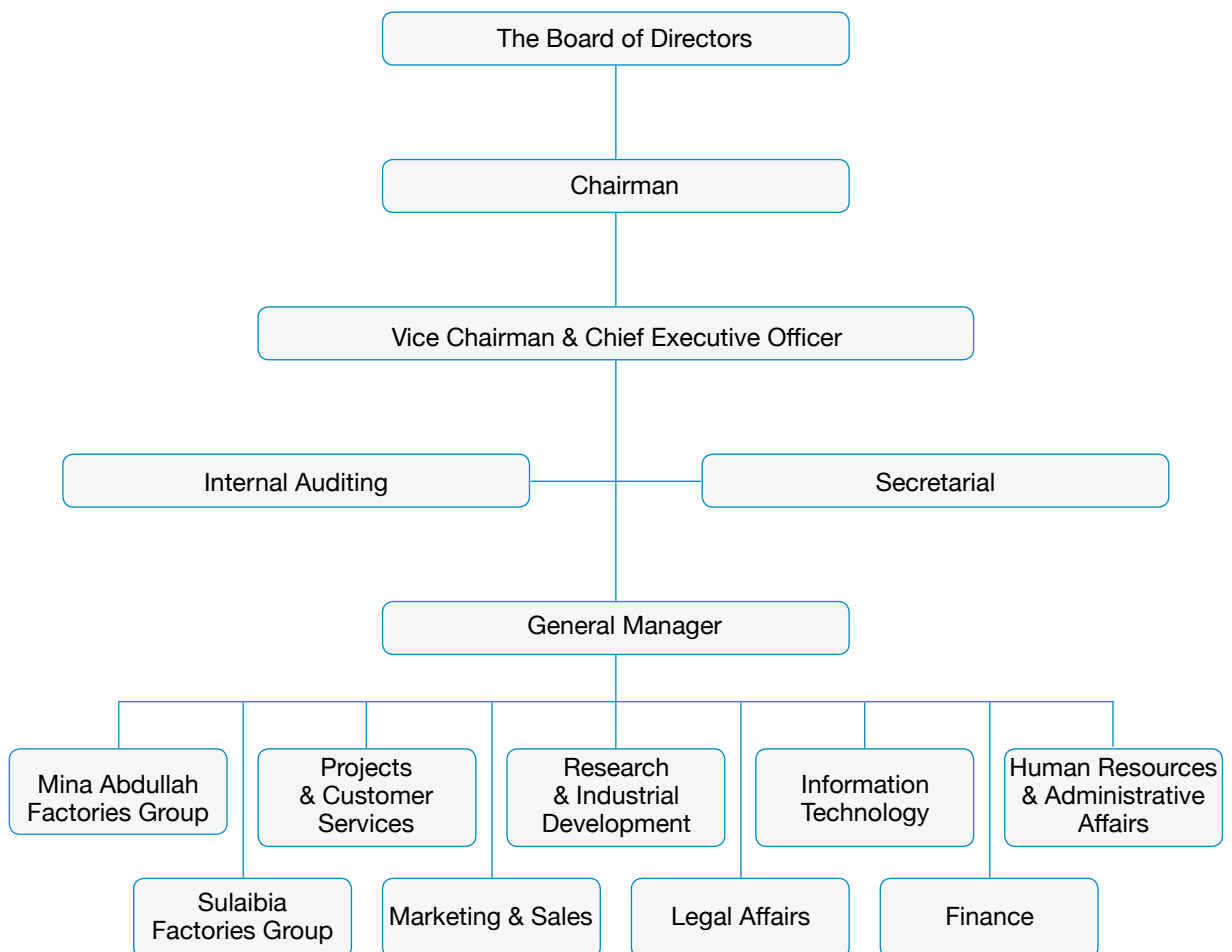 The Board of Directors
Chairman
Vice Chairman & Chief Executive Officer
Internal Auditing
Secretarial
General Manager
Mina Abdullah
Factories Group
Projects
& Customer
Services
Research
& Industrial
Development
Information
Technology
Human Resources
& Administrative
Affairs
Sulaibia
Factories Group
Marketing & Sales
Legal Affairs
Finance